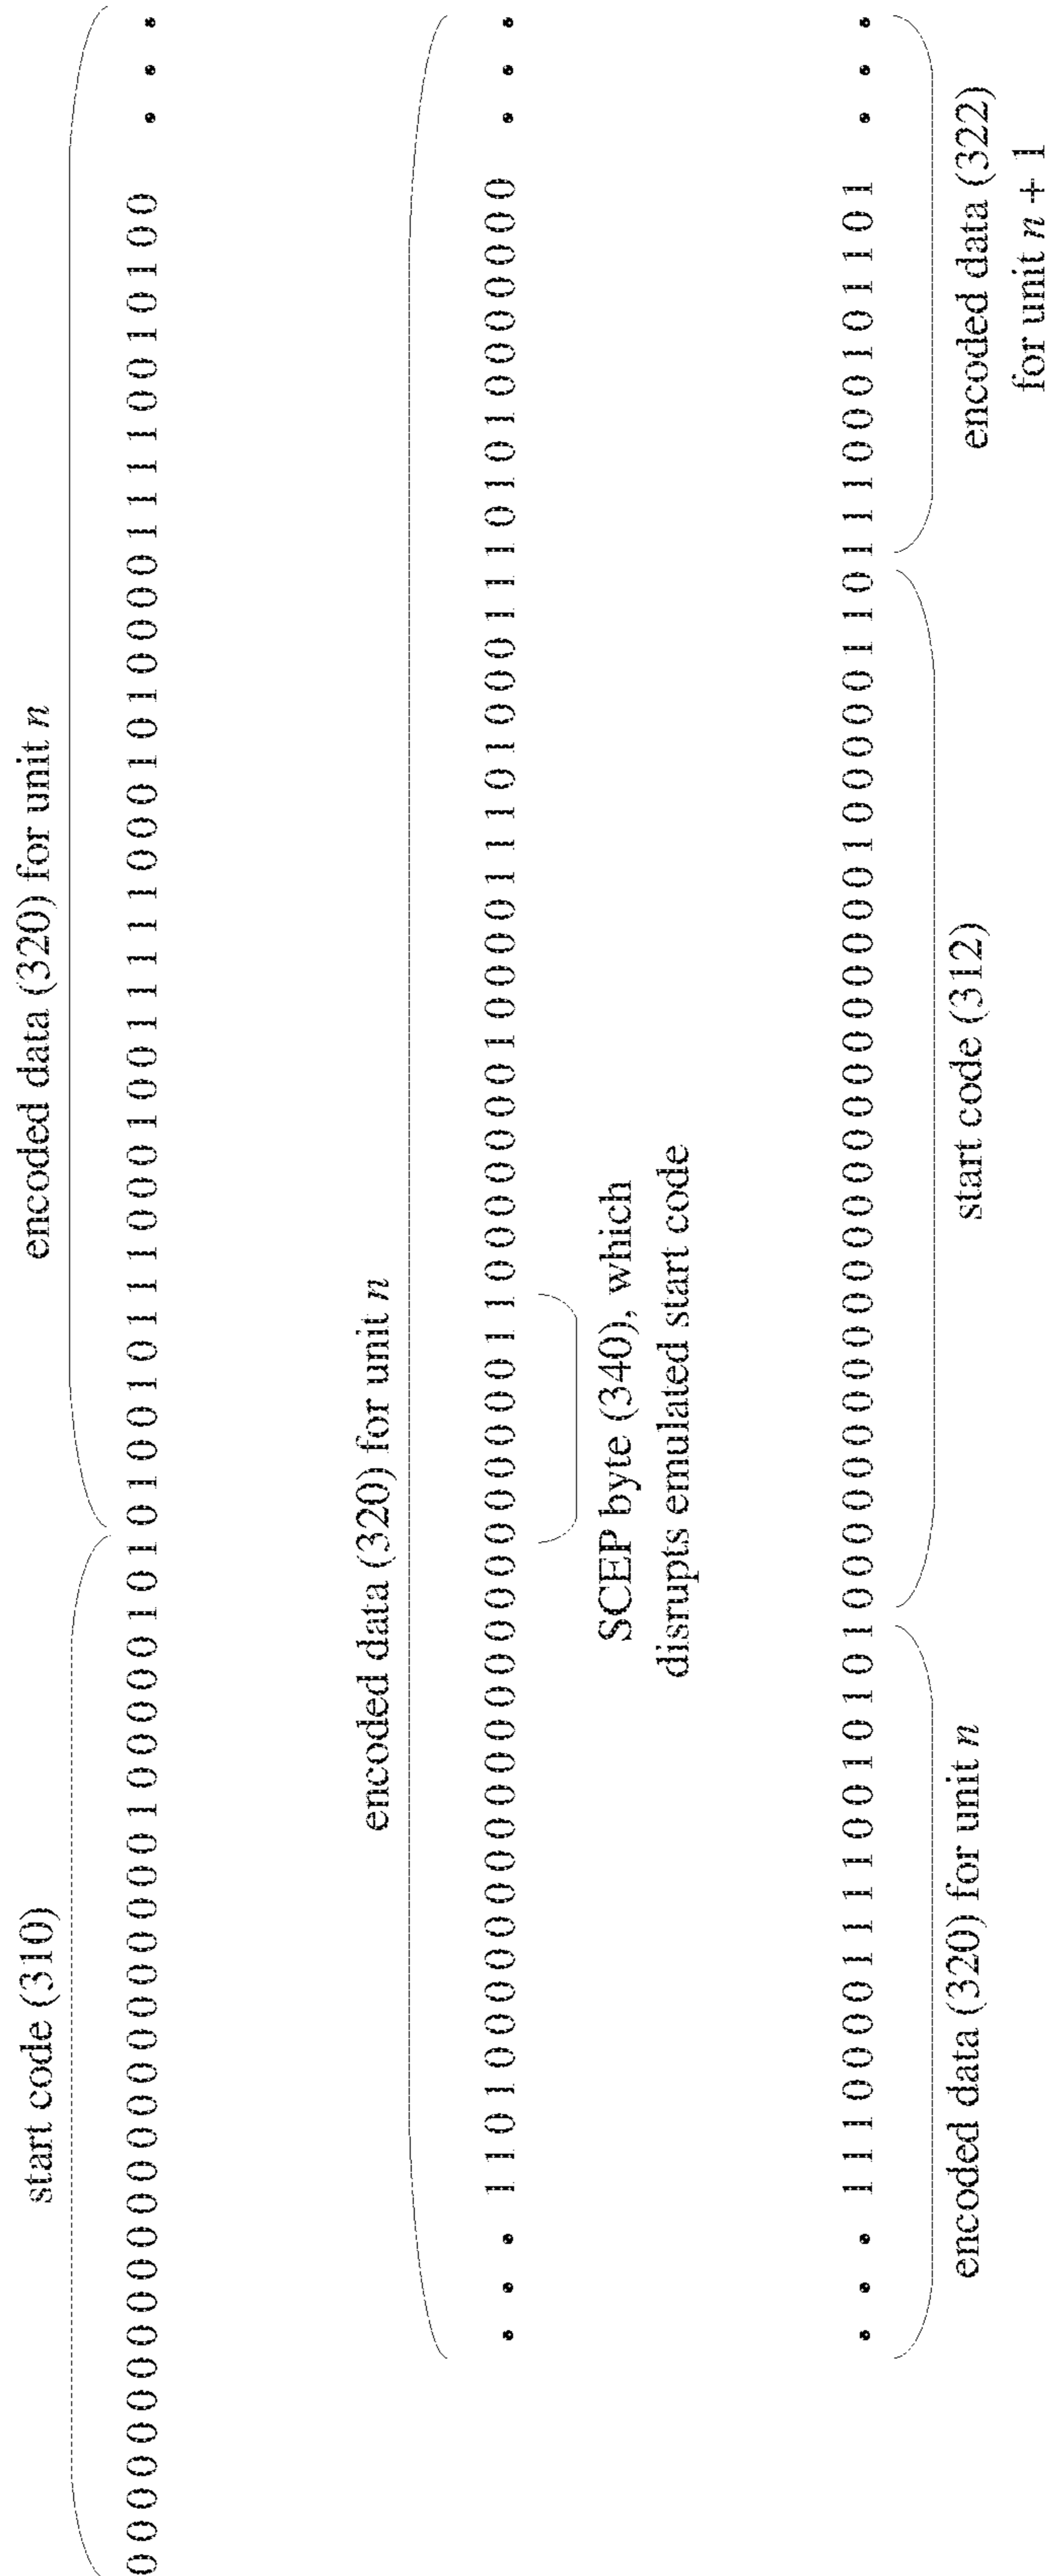 start code (310)
encoded data (320) for unit n
0 0 0 0 0 0 0 0 0 0 0 0 0 0 0 0 0 0 0 0 0 0 0 1 0 0 0 0 0 1 0 1 0 1 0 0 1 0 1 1 1 0 0 0 1 0 0 1 1 1 1 1 0 0 0 1 0 1 0 0 0 0 1 1 1 1 0 0 1 0 1 0 0 • • •
encoded data (320) for unit n
• • • 1 1 0 1 0 0 0 0 0 0 0 0 0 0 0 0 0 0 0 0 0 0 0 0 0 0 1 1 0 0 0 0 0 0 0 1 0 0 0 0 1 1 1 0 1 0 0 0 1 1 1 0 1 0 1 0 0 0 0 0 0 0 • • •
SCEP byte (340), which
disrupts emulated start code
• • • 1 1 1 0 0 0 0 1 1 1 1 0 0 1 0 1 0 1 0 0 0 0 0 0 0 0 0 0 0 0 0 0 0 0 0 0 0 0 0 0 0 1 0 0 0 0 0 1 1 0 1 1 1 0 0 0 1 0 1 1 0 1 • • •
encoded data (320) for unit n
start code (312)
encoded data (322)
for unit n + 1